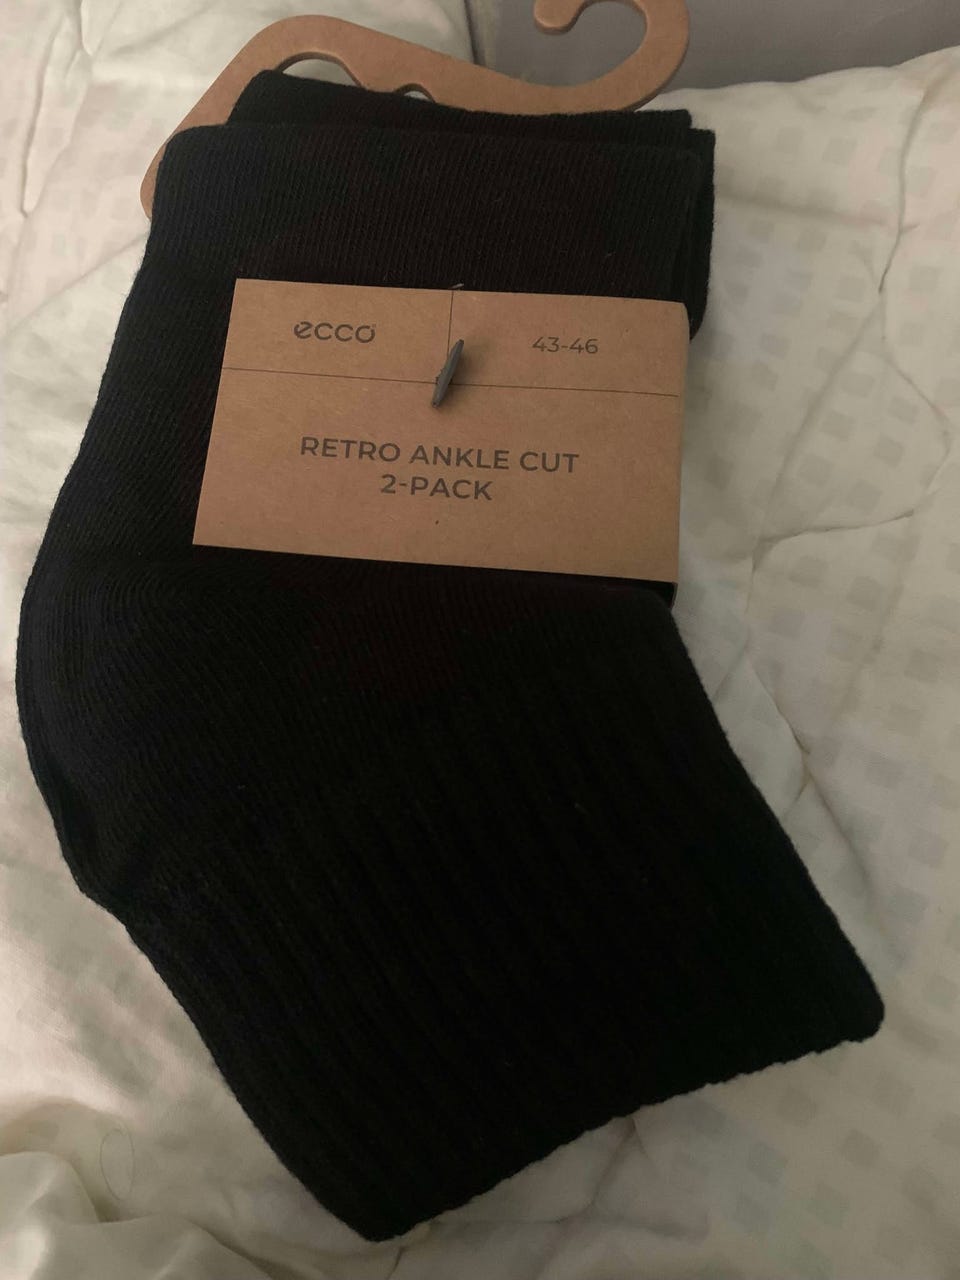 ecco
43-46
RETRO ANKLE CUT
2-PACK